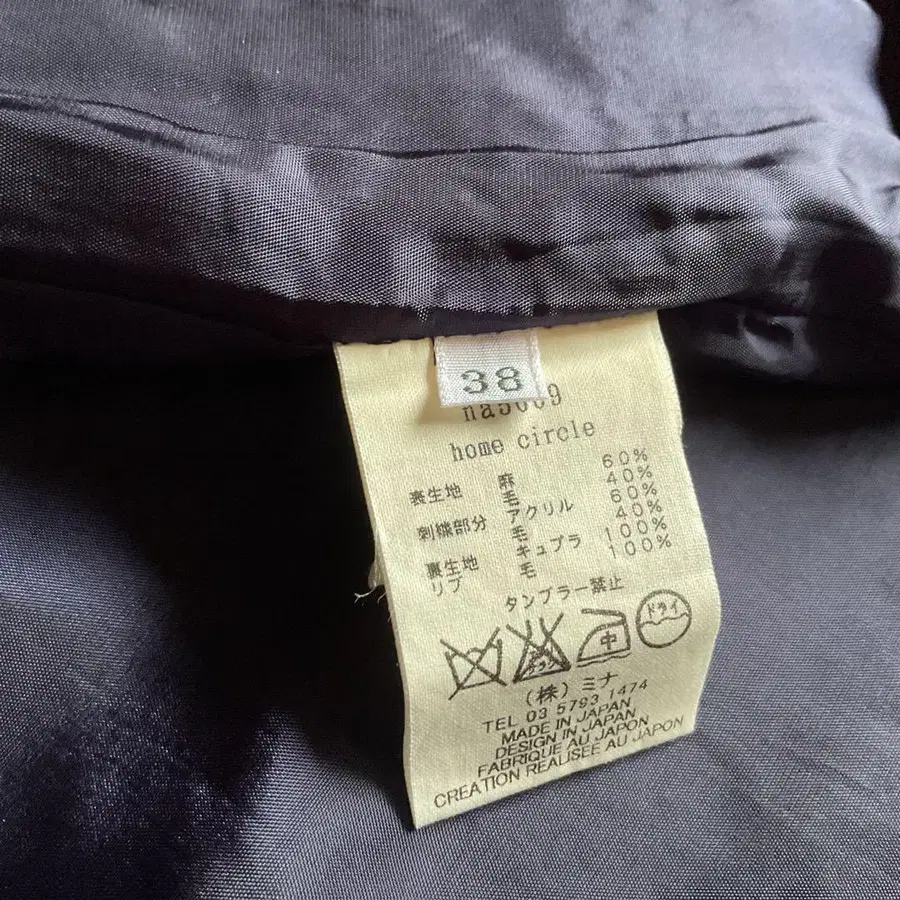 38
home circle
表生地 麻 60%
毛 40%
刺繍部分 アクリル 60%
毛 40%
裏生地 キュプラ 100%
リブ 毛 100%
タンブラー禁止
中 ドライ
(株)ミナ
TEL 03 5793 1474
MADE IN JAPAN
DESIGN IN JAPAN
FABRIQUE AU JAPON
CREATION REALISEE AU JAPON